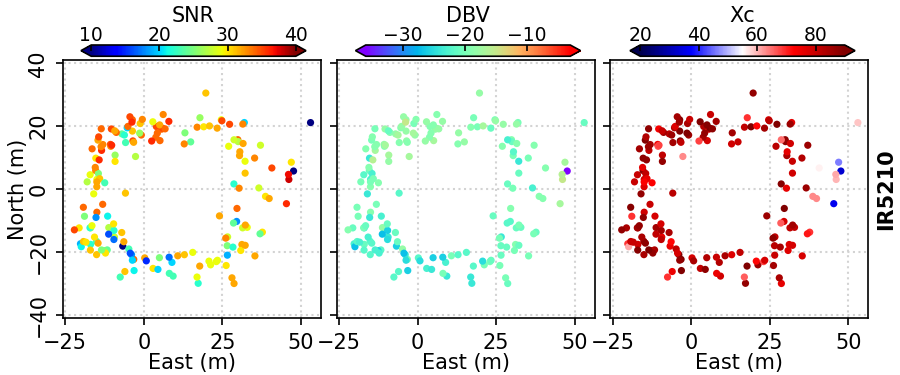 SNR DBV Xc
10 20 30 40 −30 −20 −10 20 40 60 80
40
20
0
−20
−40
North (m)
−25 0 25 50 −25 0 25 50 −25 0 25 50
East (m) East (m) East (m)
IR5210